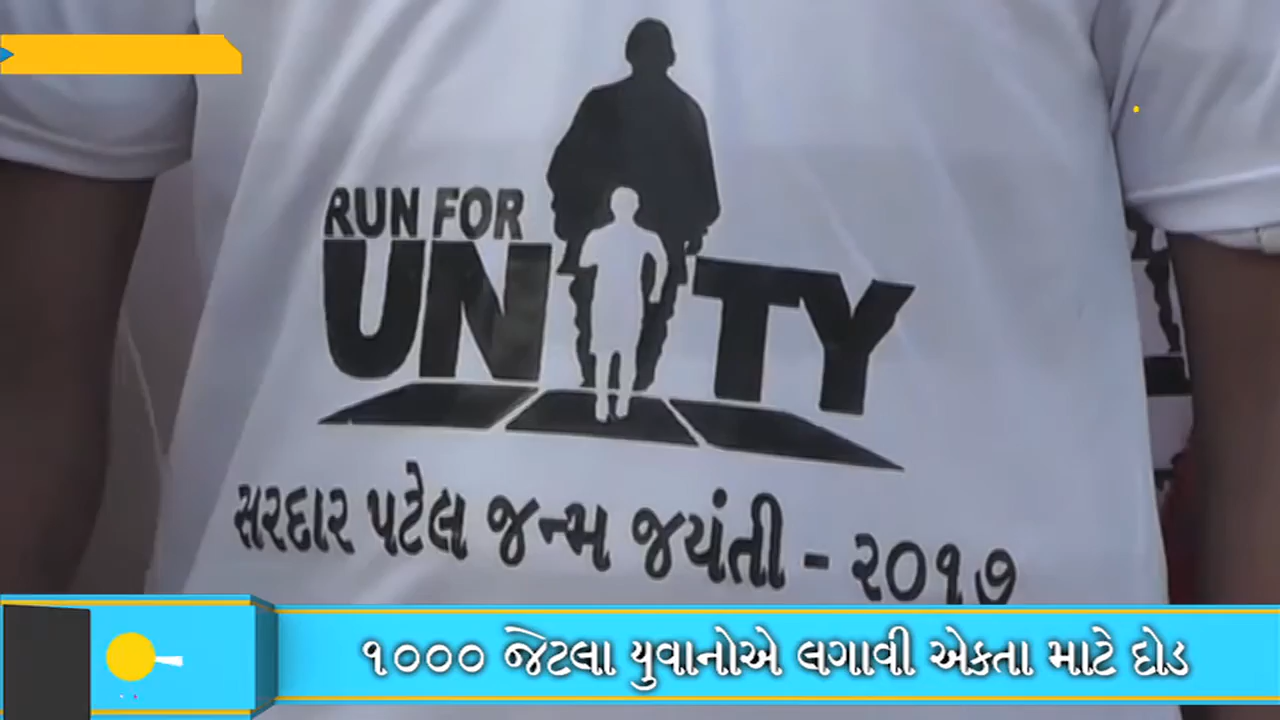 RUN FOR
UNITY
સરદાર પટેલ જન્મ જયંતી - ૨૦૧૭
૧૦૦૦ જેટલા યુવાનોએ લગાવી એકતા માટે દોડ